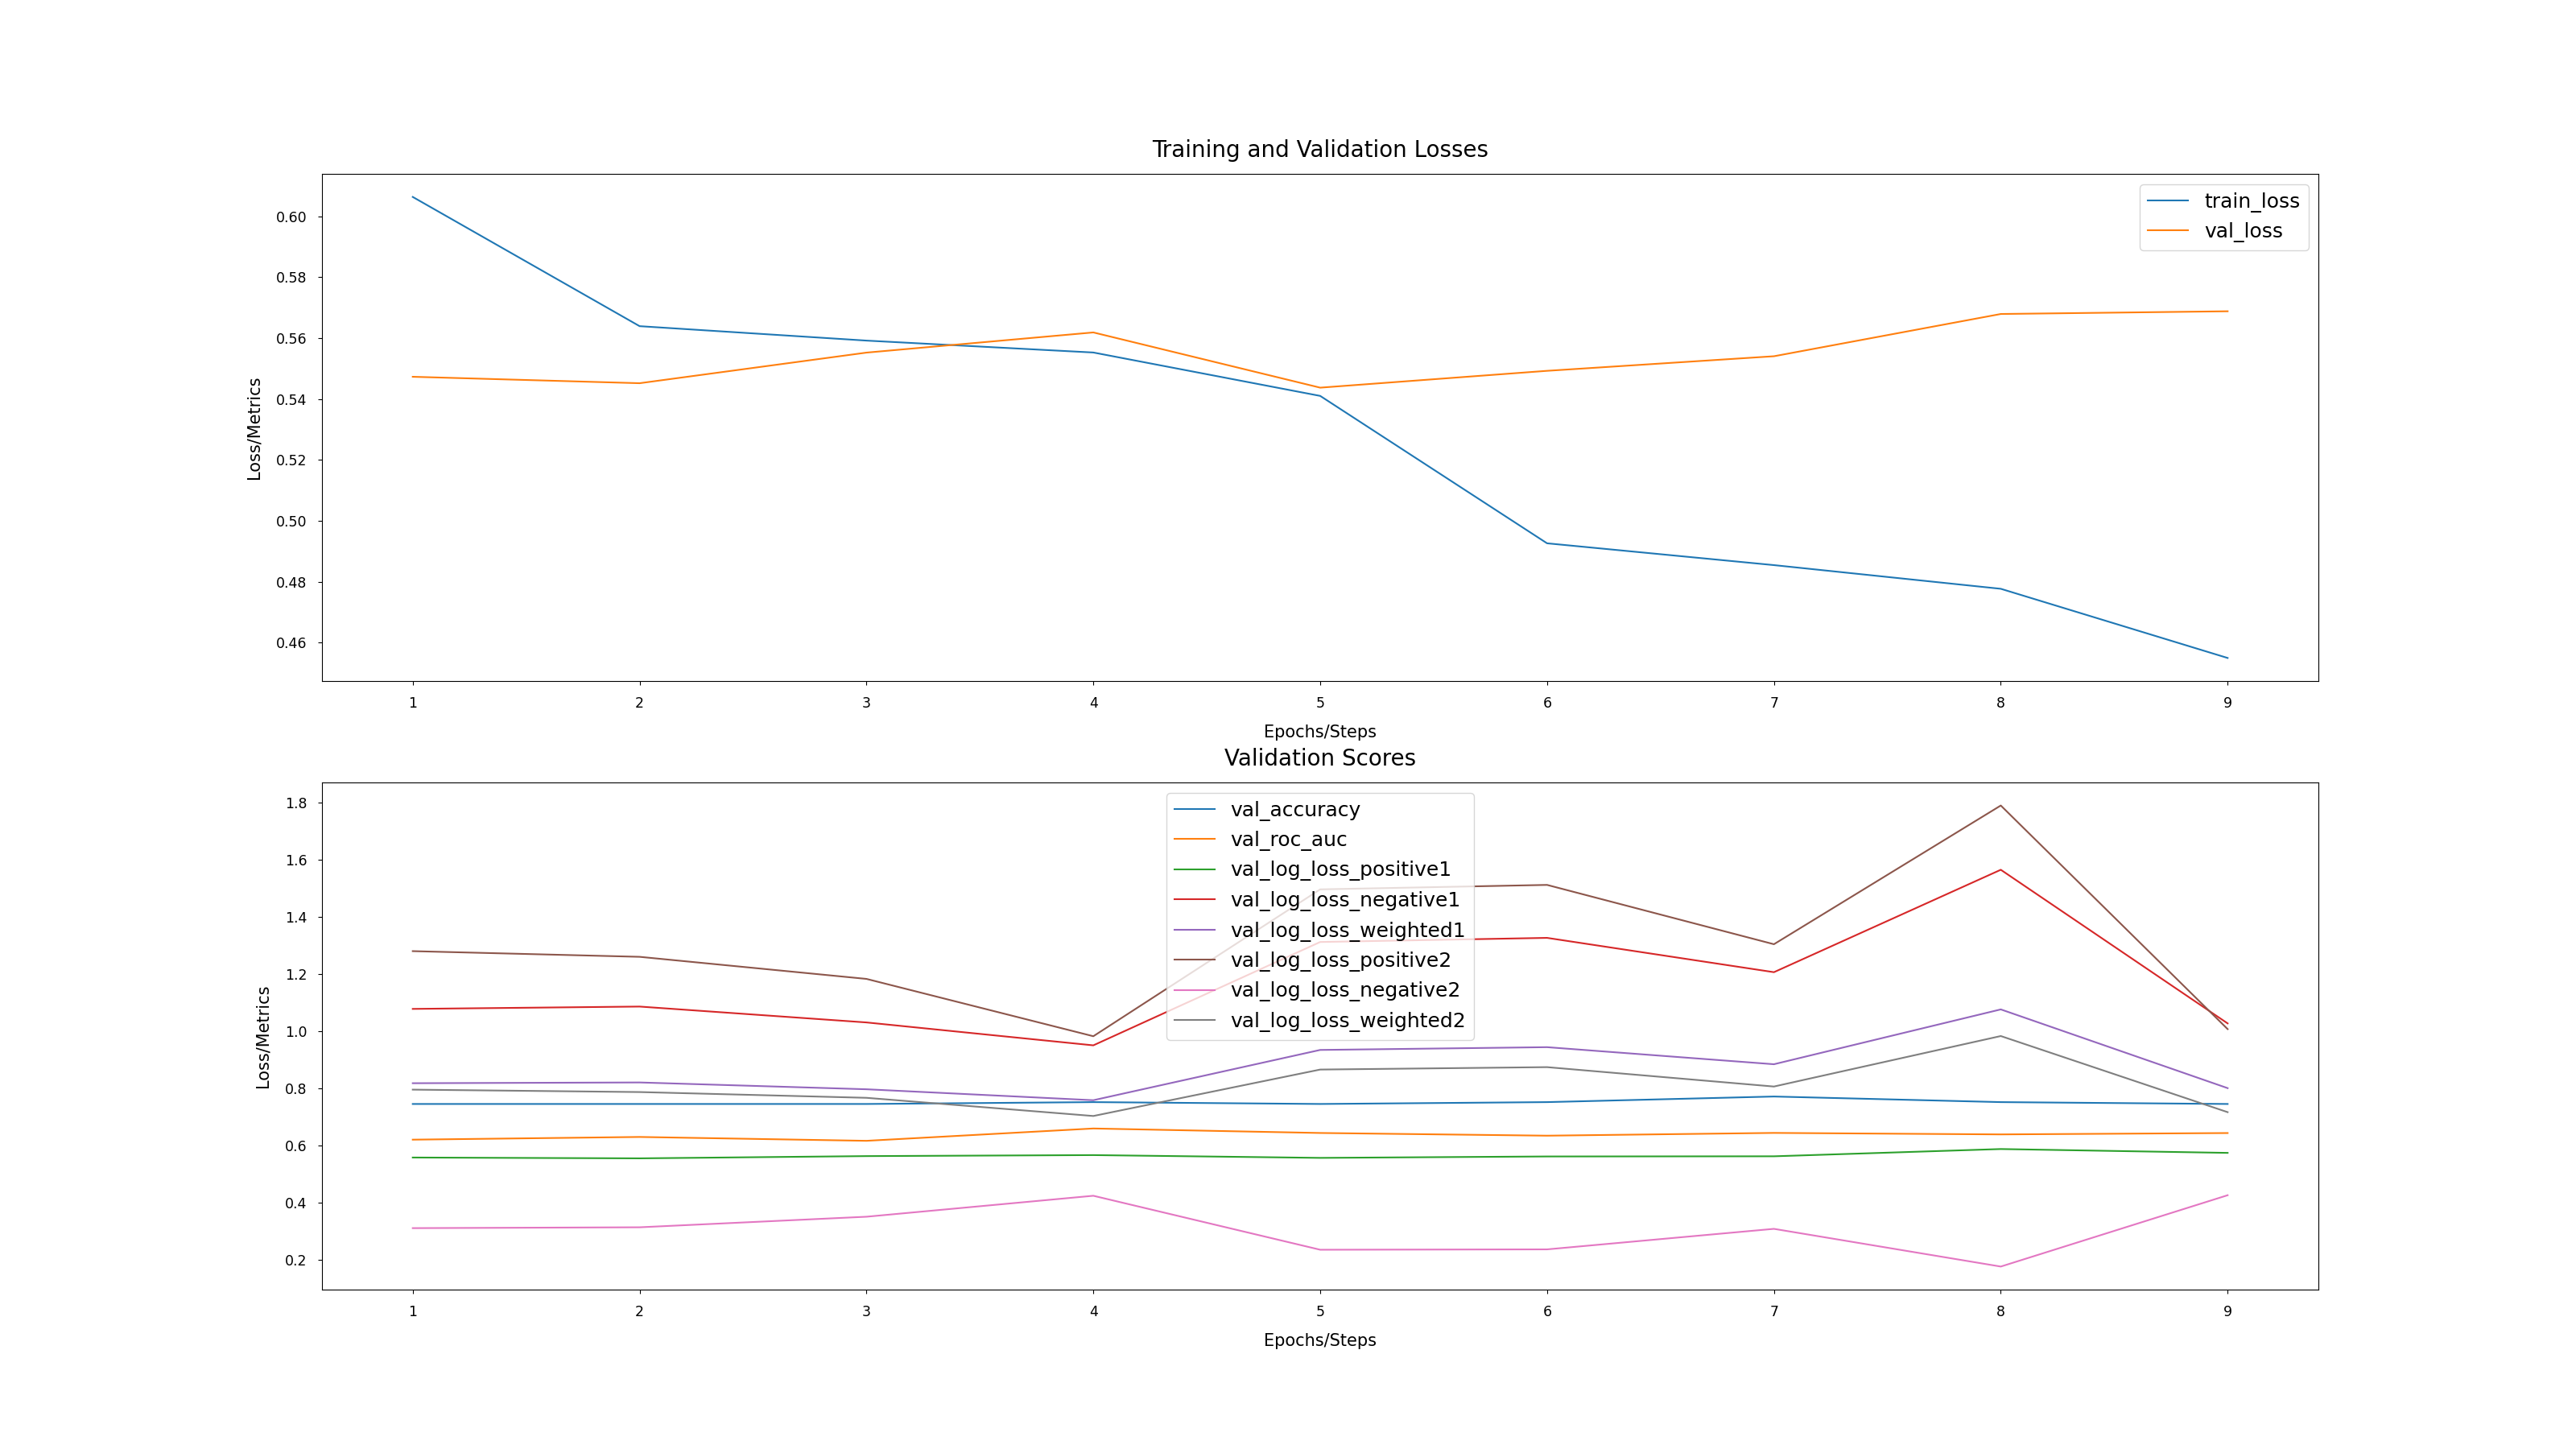 Training and Validation Losses
train_loss
val_loss
0.60
0.58
0.56
0.54
0.52
0.50
0.48
0.46
Loss/Metrics
1 2 3 4 5 6 7 8 9
Epochs/Steps
Validation Scores
val_accuracy
val_roc_auc
val_log_loss_positive1
val_log_loss_negative1
val_log_loss_weighted1
val_log_loss_positive2
val_log_loss_negative2
val_log_loss_weighted2
1.8
1.6
1.4
1.2
1.0
0.8
0.6
0.4
0.2
Loss/Metrics
1 2 3 4 5 6 7 8 9
Epochs/Steps